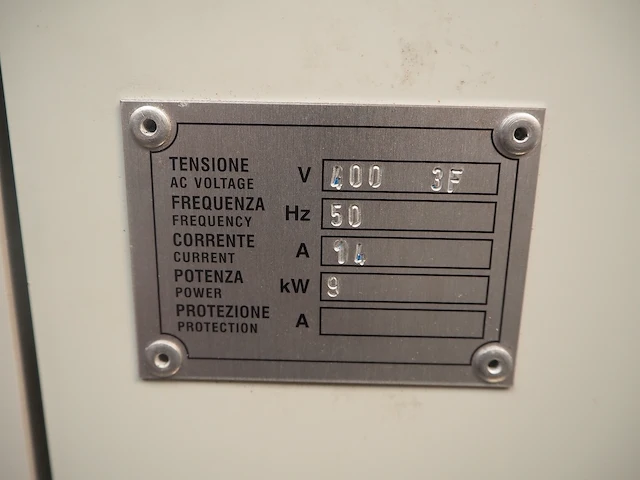 TENSIONE
AC VOLTAGE V 400 3F
FREQUENZA
FREQUENCY Hz 50
CORRENTE
CURRENT A 14
POTENZA
POWER kW 9
PROTEZIONE
PROTECTION A